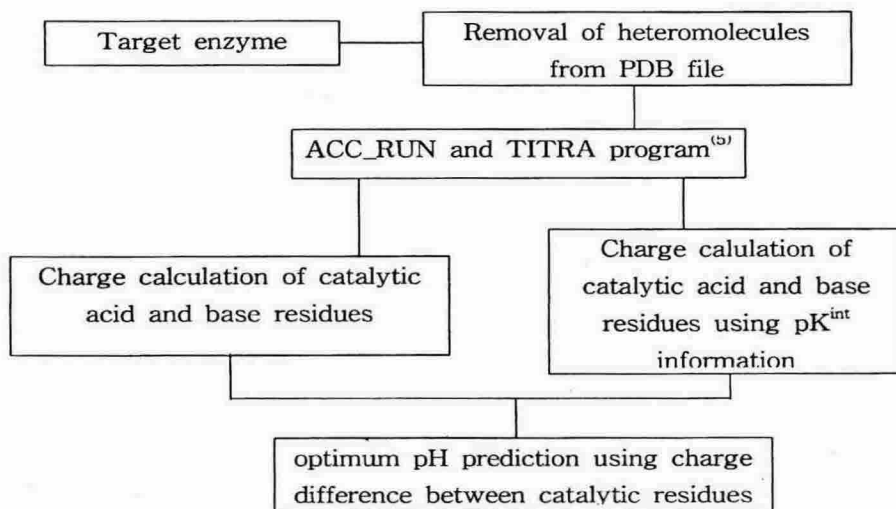 Target enzyme
Removal of heteromolecules
from PDB file
ACC_RUN and TITRA program(5)
Charge calculation of catalytic
acid and base residues
Charge calulation of
catalytic acid and base
residues using pKint
information
optimum pH prediction using charge
difference between catalytic residues